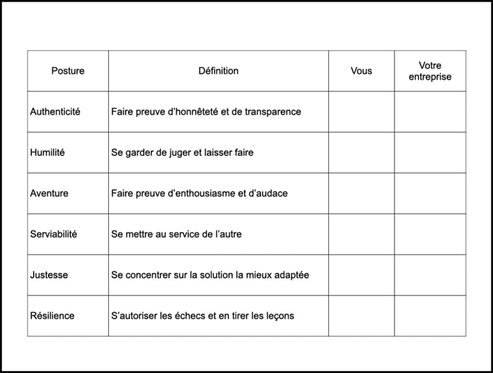 Posture Définition Vous Votre
entreprise
Authenticité Faire preuve d’honnêteté et de transparence
Humilité Se garder de juger et laisser faire
Aventure Faire preuve d’enthousiasme et d’audace
Serviabilité Se mettre au service de l’autre
Justesse Se concentrer sur la solution la mieux adaptée
Résilience S’autoriser les échecs et en tirer les leçons